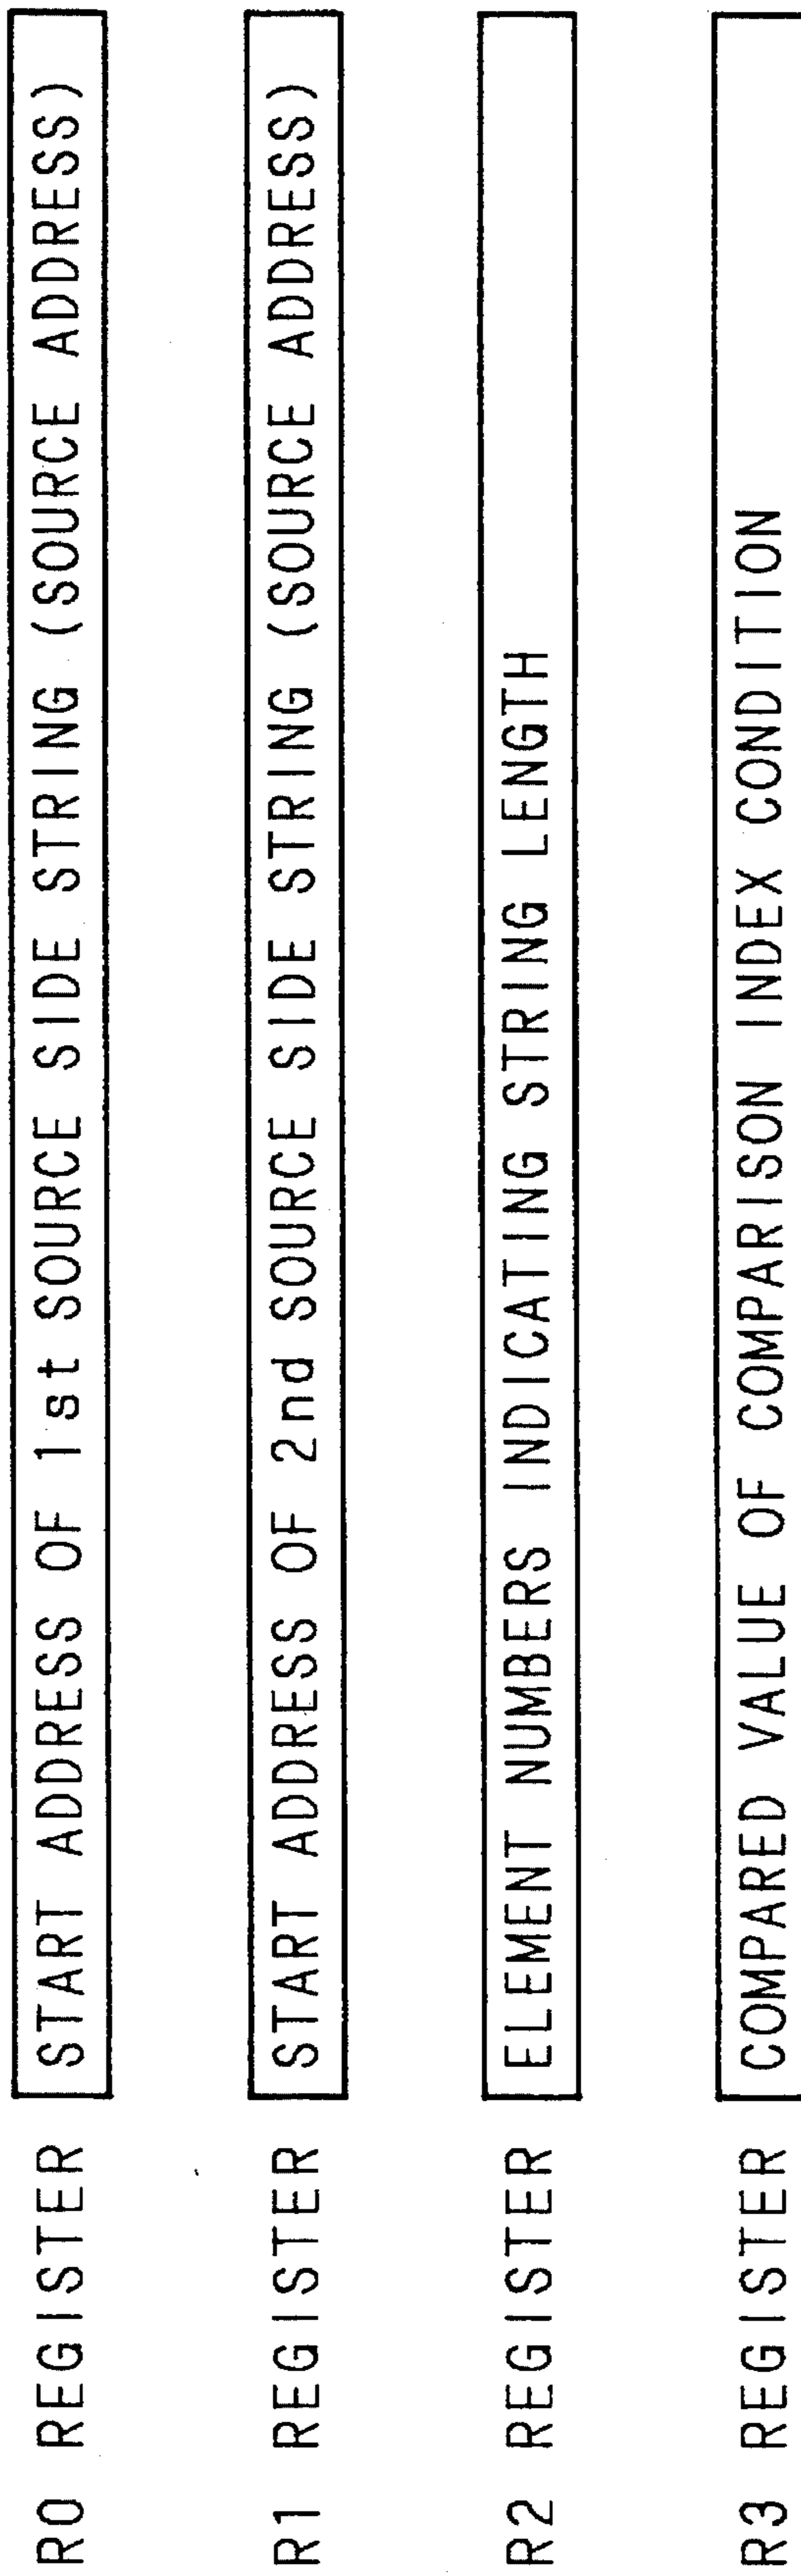 R0 REGISTER START ADDRESS OF 1st SOURCE SIDE STRING (SOURCE ADDRESS)
R1 REGISTER START ADDRESS OF 2nd SOURCE SIDE STRING (SOURCE ADDRESS)
R2 REGISTER ELEMENT NUMBERS INDICATING STRING LENGTH
R3 REGISTER COMPARED VALUE OF COMPARISON INDEX CONDITION